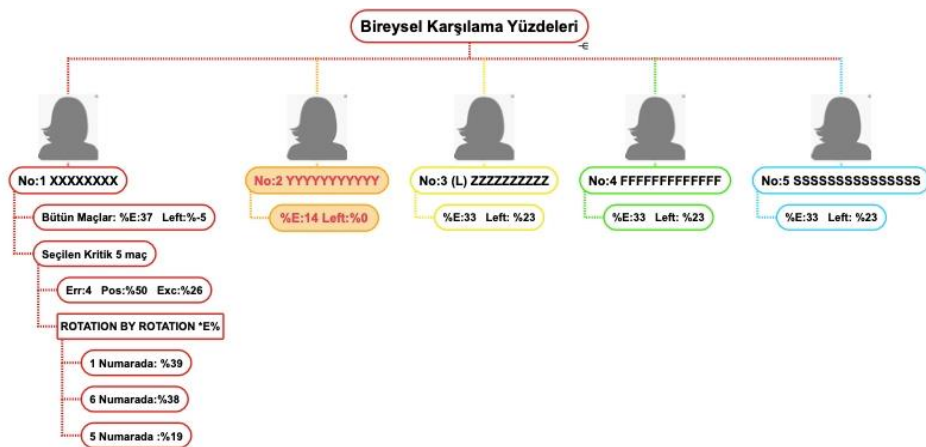 Bireysel Karşılama Yüzdeleri
No:1 XXXXXXXX
Bütün Maçlar: %E:37 Left:%-5
Seçilen Kritik 5 maç
Err:4 Pos:%50 Exc:%26
ROTATION BY ROTATION *E%
1 Numarada: %39
6 Numarada:%38
5 Numarada :%19
No:2 YYYYYYYYYYY
%E:14 Left:%0
No:3 (L) ZZZZZZZZZZ
%E:33 Left: %23
No:4 FFFFFFFFFFFFF
%E:33 Left: %23
No:5 SSSSSSSSSSSSSSS
%E:33 Left: %23